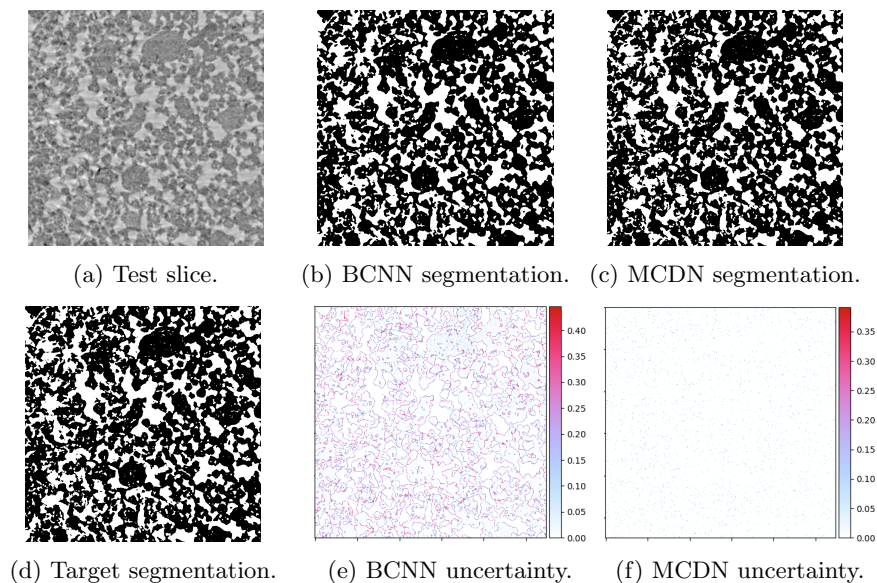 (a) Test slice.
(b) BCNN segmentation.
(c) MCDN segmentation.
(d) Target segmentation.
0.40
0.35
0.30
0.25
0.20
0.15
0.10
0.05
0.00
(e) BCNN uncertainty.
0.35
0.30
0.25
0.20
0.15
0.10
0.05
0.00
(f) MCDN uncertainty.